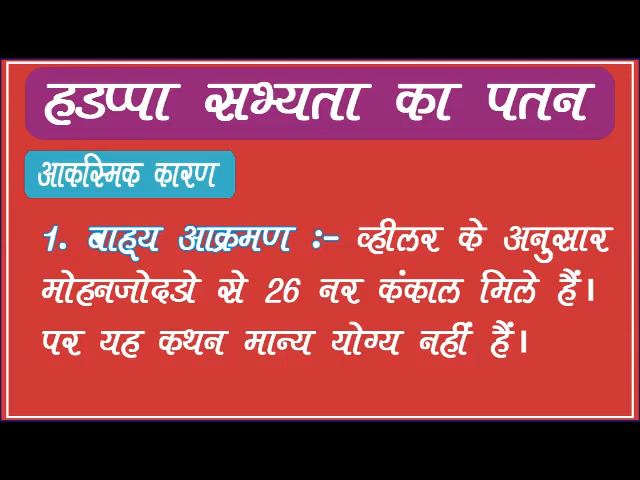 हडप्पा सभ्यता का पतन
आकस्मिक कारण
1. बाह्य आक्रमण :- व्हीलर के अनुसार
मोहनजोदडो से 26 नर कंकाल मिले हैं।
पर यह कथन मान्य योग्य नहीं हैं।